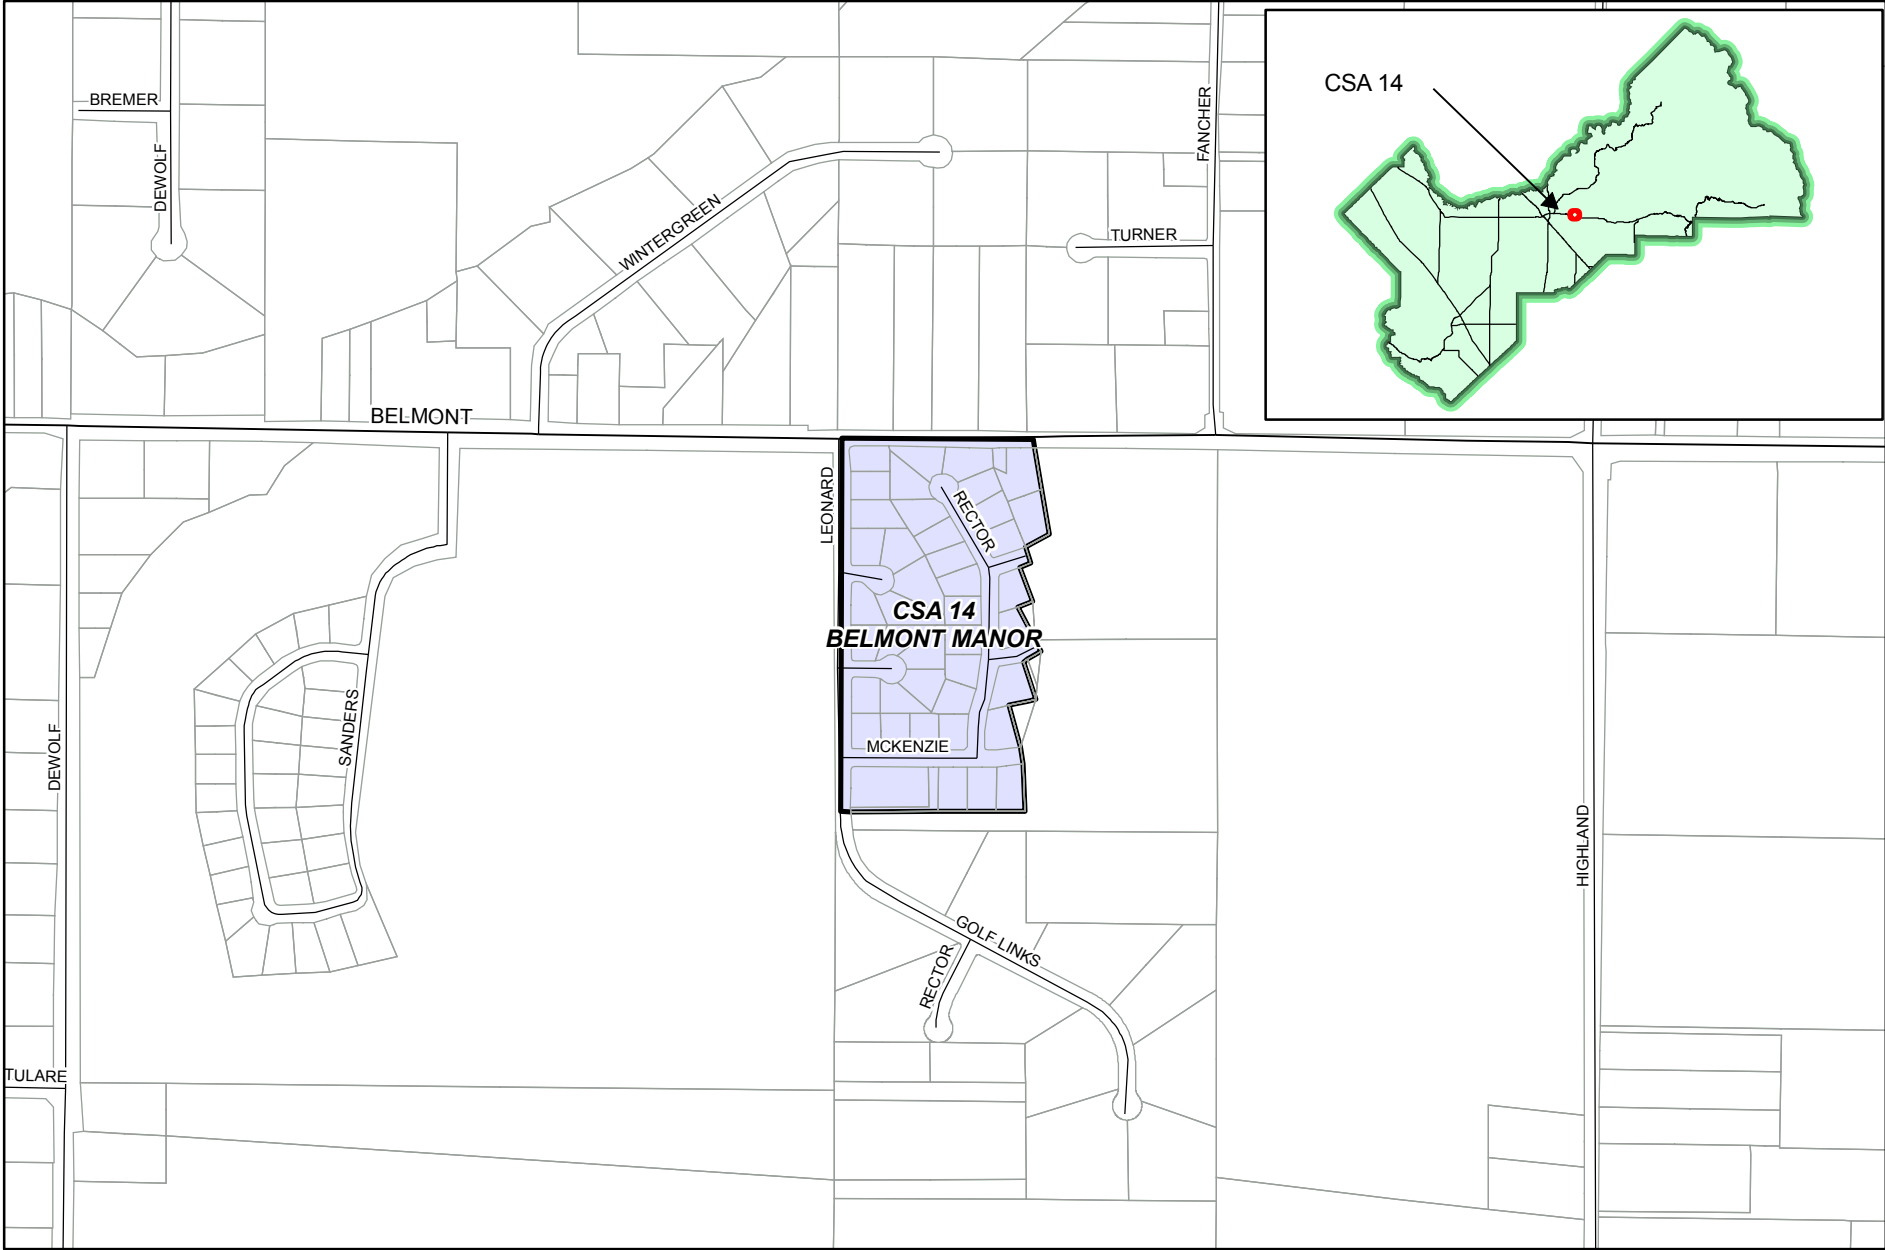 CSA 14
BREMER
DEWOLF
FANCHER
WINTERGREEN
TURNER
BELMONT
LEONARD
RECTOR
CSA 14
BELMONT MANOR
SANDERS
DEWOLF
MCKENZIE
HIGHLAND
GOLF LINKS
RECTOR
TULARE